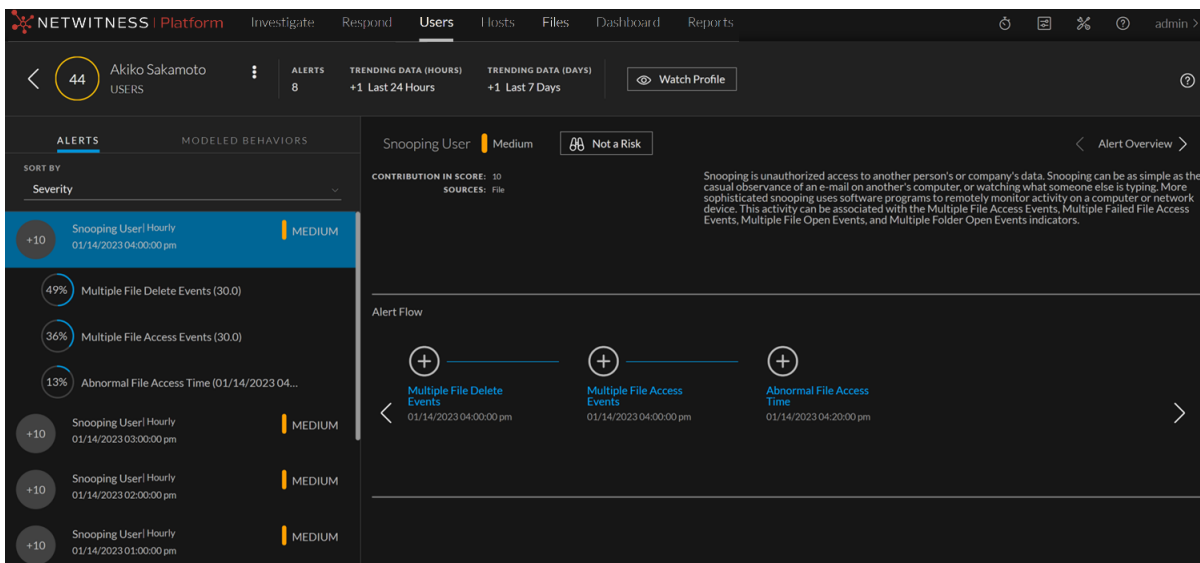 NETWITNESS | Platform Investigate Respond Users Hosts Files Dashboard Reports admin >
44 Akiko Sakamoto
USERS
ALERTS
8
TRENDING DATA (HOURS)
+1 Last 24 Hours
TRENDING DATA (DAYS)
+1 Last 7 Days
Watch Profile
ALERTS MODELED BEHAVIORS
SORT BY
Severity
+10 Snooping User| Hourly MEDIUM
01/14/2023 04:00:00 pm
49% Multiple File Delete Events (30.0)
36% Multiple File Access Events (30.0)
13% Abnormal File Access Time (01/14/2023 04...
+10 Snooping User| Hourly MEDIUM
01/14/2023 03:00:00 pm
+10 Snooping User| Hourly MEDIUM
01/14/2023 02:00:00 pm
+10 Snooping User| Hourly MEDIUM
01/14/2023 01:00:00 pm
Snooping User Medium Not a Risk Alert Overview
CONTRIBUTION IN SCORE: 10
SOURCES: File
Snooping is unauthorized access to another person's or company's data. Snooping can be as simple as the
casual observance of an e-mail on another's computer, or watching what someone else is typing. More
sophisticated snooping uses software programs to remotely monitor activity on a computer or network
device. This activity can be associated with the Multiple File Access Events, Multiple Failed File Access
Events, Multiple File Open Events, and Multiple Folder Open Events indicators.
Alert Flow
Multiple File Delete
Events
01/14/2023 04:00:00 pm
Multiple File Access
Events
01/14/2023 04:00:00 pm
Abnormal File Access
Time
01/14/2023 04:20:00 pm